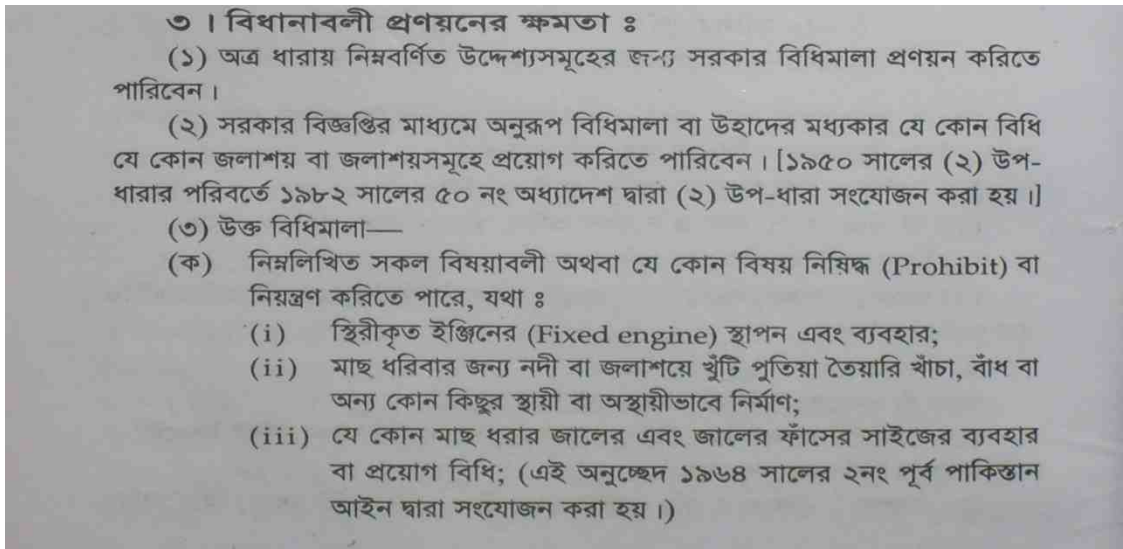 ৩ । বিধানাবলী প্রণয়নের ক্ষমতা ঃ
(১) অত্র ধারায় নিম্নবর্ণিত উদ্দেশ্যসমূহের জন্য সরকার বিধিমালা প্রণয়ন করিতে
পারিবেন ।
(২) সরকার বিজ্ঞপ্তির মাধ্যমে অনুরূপ বিধিমালা বা উহাদের মধ্যকার যে কোন বিধি
যে কোন জলাশয় বা জলাশয়সমূহে প্রয়োগ করিতে পারিবেন । [১৯৫০ সালের (২) উপ-
ধারার পরিবর্তে ১৯৮২ সালের ৫০ নং অধ্যাদেশ দ্বারা (২) উপ-ধারা সংযোজন করা হয় ।]
(৩) উক্ত বিধিমালা—
(ক) নিম্নলিখিত সকল বিষয়াবলী অথবা যে কোন বিষয় নিষিদ্ধ (Prohibit) বা
নিয়ন্ত্রণ করিতে পারে, যথা ঃ
(i) স্থিরীকৃত ইঞ্জিনের (Fixed engine) স্থাপন এবং ব্যবহার;
(ii) মাছ ধরিবার জন্য নদী বা জলাশয়ে খুঁটি পুতিয়া তৈয়ারি খাঁচা, বাঁধ বা
অন্য কোন কিছুর স্থায়ী বা অস্থায়ীভাবে নির্মাণ;
(iii) যে কোন মাছ ধরার জালের এবং জালের ফাঁসের সাইজের ব্যবহার
বা প্রয়োগ বিধি; (এই অনুচ্ছেদ ১৯৬৪ সালের ২নং পূর্ব পাকিস্তান
আইন দ্বারা সংযোজন করা হয় ।)